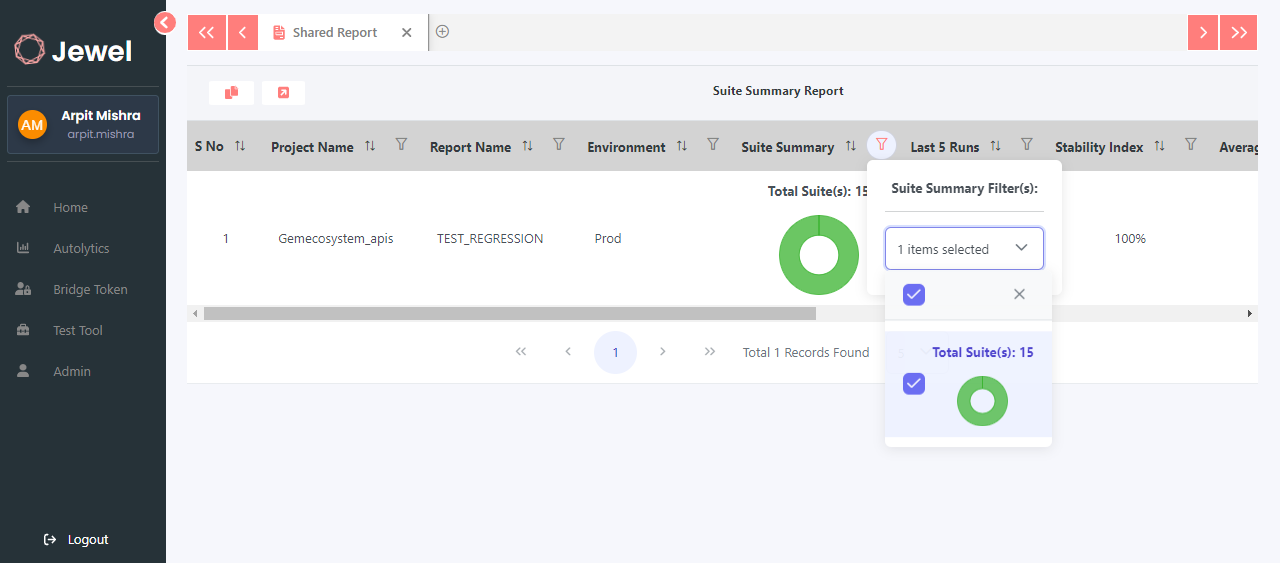 Jewel
AM
Arpit Mishra
arpit.mishra
Home
Autolytics
Bridge Token
Test Tool
Admin
Logout
Shared Report
Suite Summary Report
S No
Project Name
Report Name
Environment
Suite Summary
Last 5 Runs
Stability Index
Averag
1
Gemecosystem_apis
TEST_REGRESSION
Prod
Total Suite(s): 15
100%
Suite Summary Filter(s):
1 items selected
Total Suite(s): 15
1
Total 1 Records Found
5